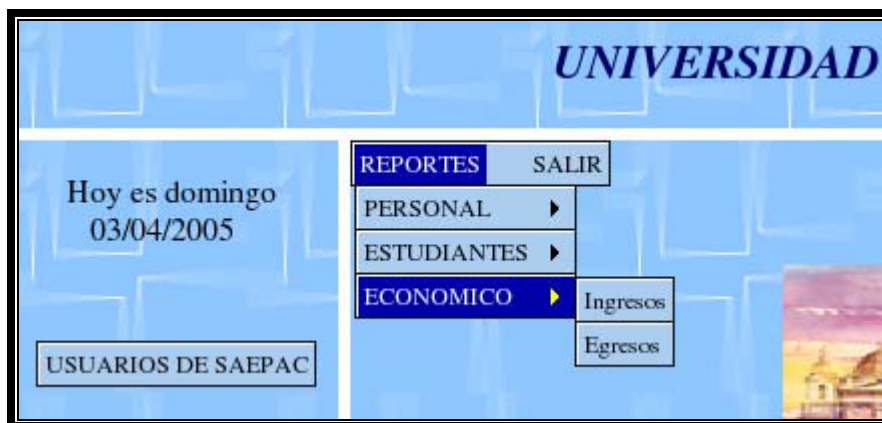 UNIVERSIDAD
Hoy es domingo
03/04/2005
USUARIOS DE SAEPAC
REPORTES SALIR
PERSONAL
ESTUDIANTES
ECONOMICO
Ingresos
Egresos